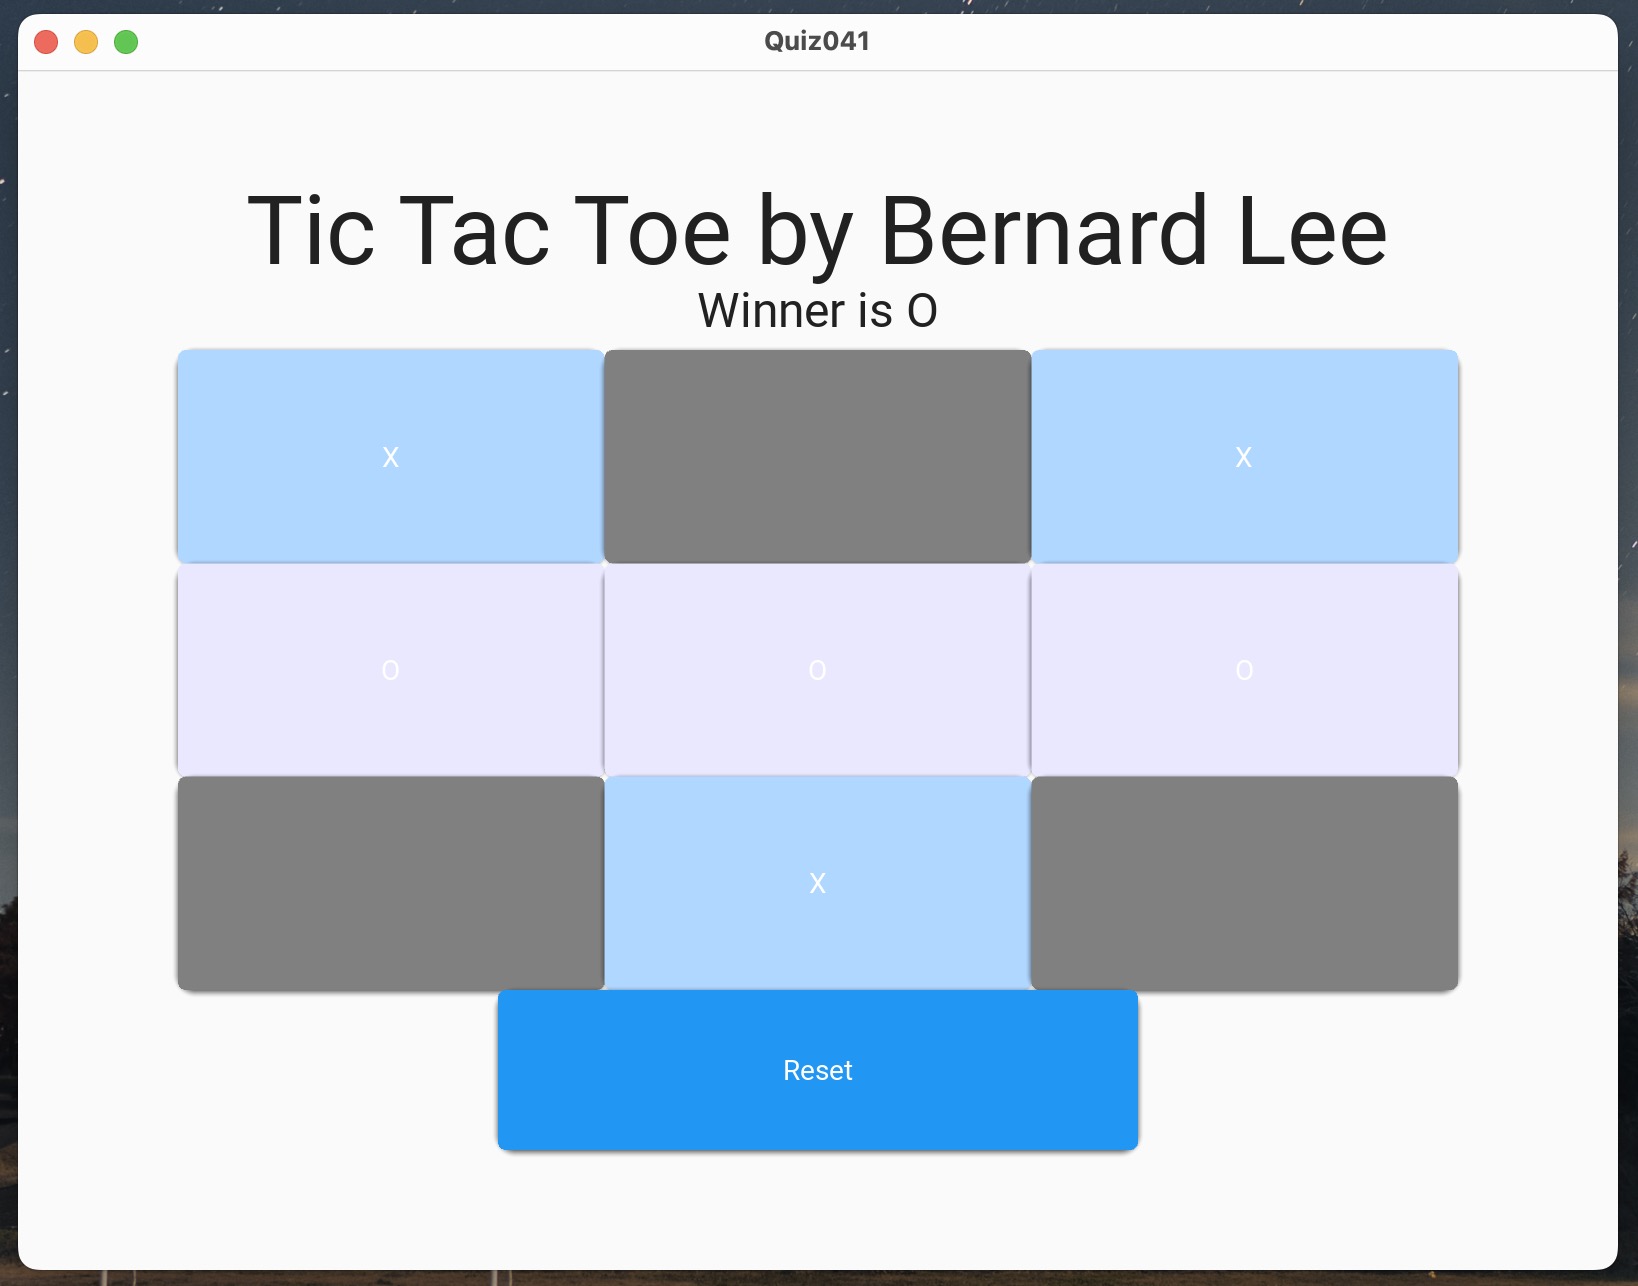 Quiz041
Tic Tac Toe by Bernard Lee
Winner is O
X X
O O O
X
Reset